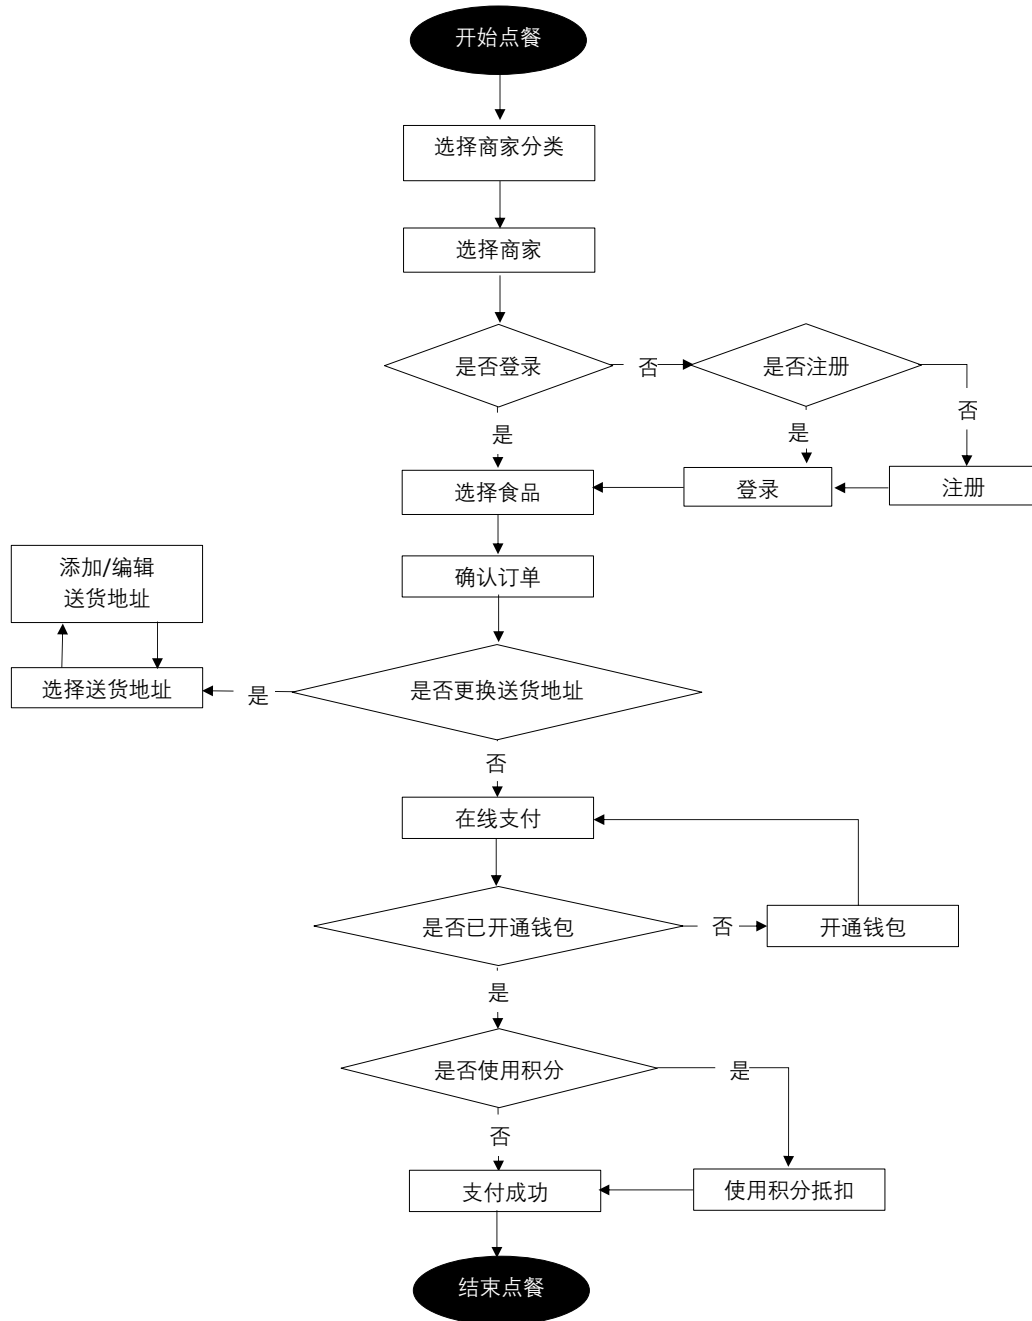 开始点餐
选择商家分类
选择商家
是否登录
否
是否注册
是
是
否
选择食品
登录
注册
确认订单
添加/编辑
送货地址
选择送货地址
是
是否更换送货地址
否
在线支付
是否已开通钱包
否
开通钱包
是
是否使用积分
是
否
支付成功
使用积分抵扣
结束点餐